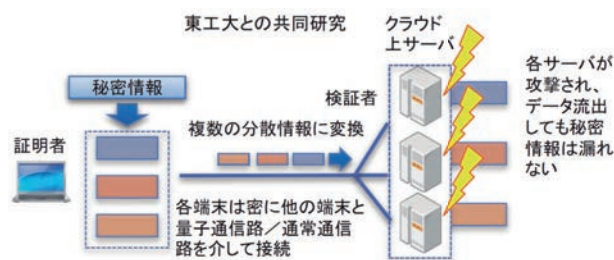 東工大との共同研究
クラウド
上サーバ
秘密情報
検証者
証明者
複数の分散情報に変換
各端末は密に他の端末と
量子通信路／通常通信
路を介して接続
各サーバが
攻撃され、
データ流出
しても秘密
情報は漏れ
ない